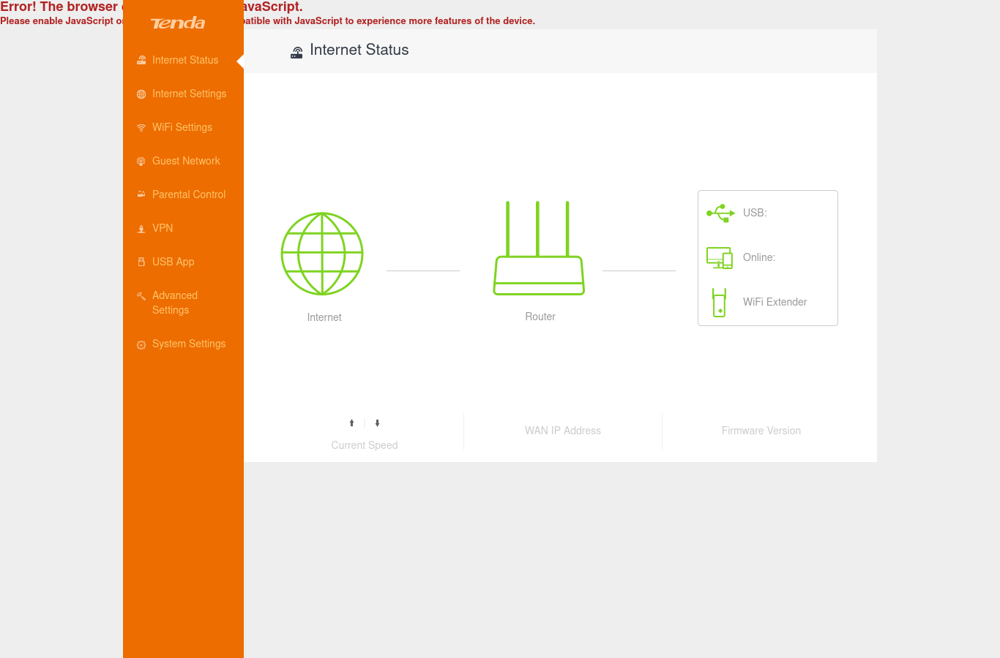 Error! The browser avaScript.
Please enable JavaScript patible with JavaScript to experience more features of the device.
Tenda
Internet Status
Internet Status
Internet Settings
WiFi Settings
Guest Network
Parental Control
VPN
USB App
Advanced
Settings
System Settings
Internet
Router
USB:
Online:
WiFi Extender
Current Speed
WAN IP Address
Firmware Version